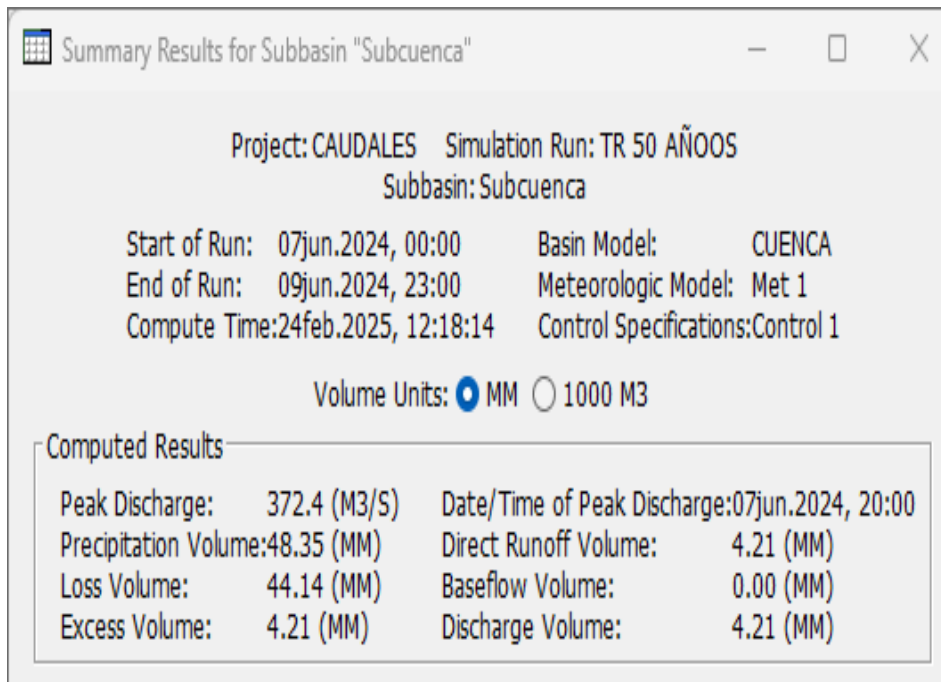 Summary Results for Subbasin "Subcuenca"
Project: CAUDALES Simulation Run: TR 50 AÑOOS
Subbasin: Subcuenca
Start of Run: 07jun.2024, 00:00 Basin Model: CUENCA
End of Run: 09jun.2024, 23:00 Meteorologic Model: Met 1
Compute Time:24feb.2025, 12:18:14 Control Specifications:Control 1
Volume Units: MM 1000 M3
Computed Results
Peak Discharge: 372.4 (M3/S) Date/Time of Peak Discharge:07jun.2024, 20:00
Precipitation Volume:48.35 (MM) Direct Runoff Volume: 4.21 (MM)
Loss Volume: 44.14 (MM) Baseflow Volume: 0.00 (MM)
Excess Volume: 4.21 (MM) Discharge Volume: 4.21 (MM)